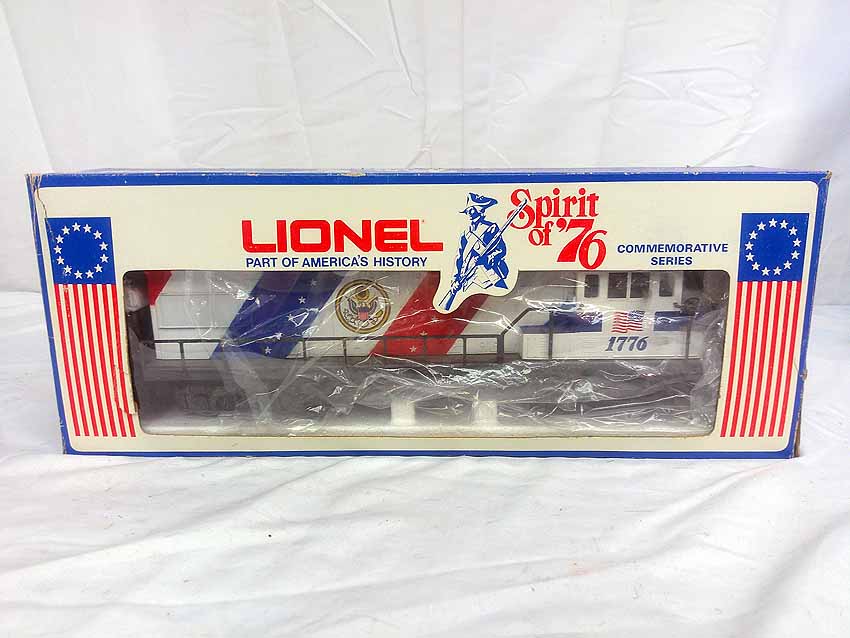 LIONEL
PART OF AMERICA'S HISTORY
Spirit
of '76
COMMEMORATIVE
SERIES
1776